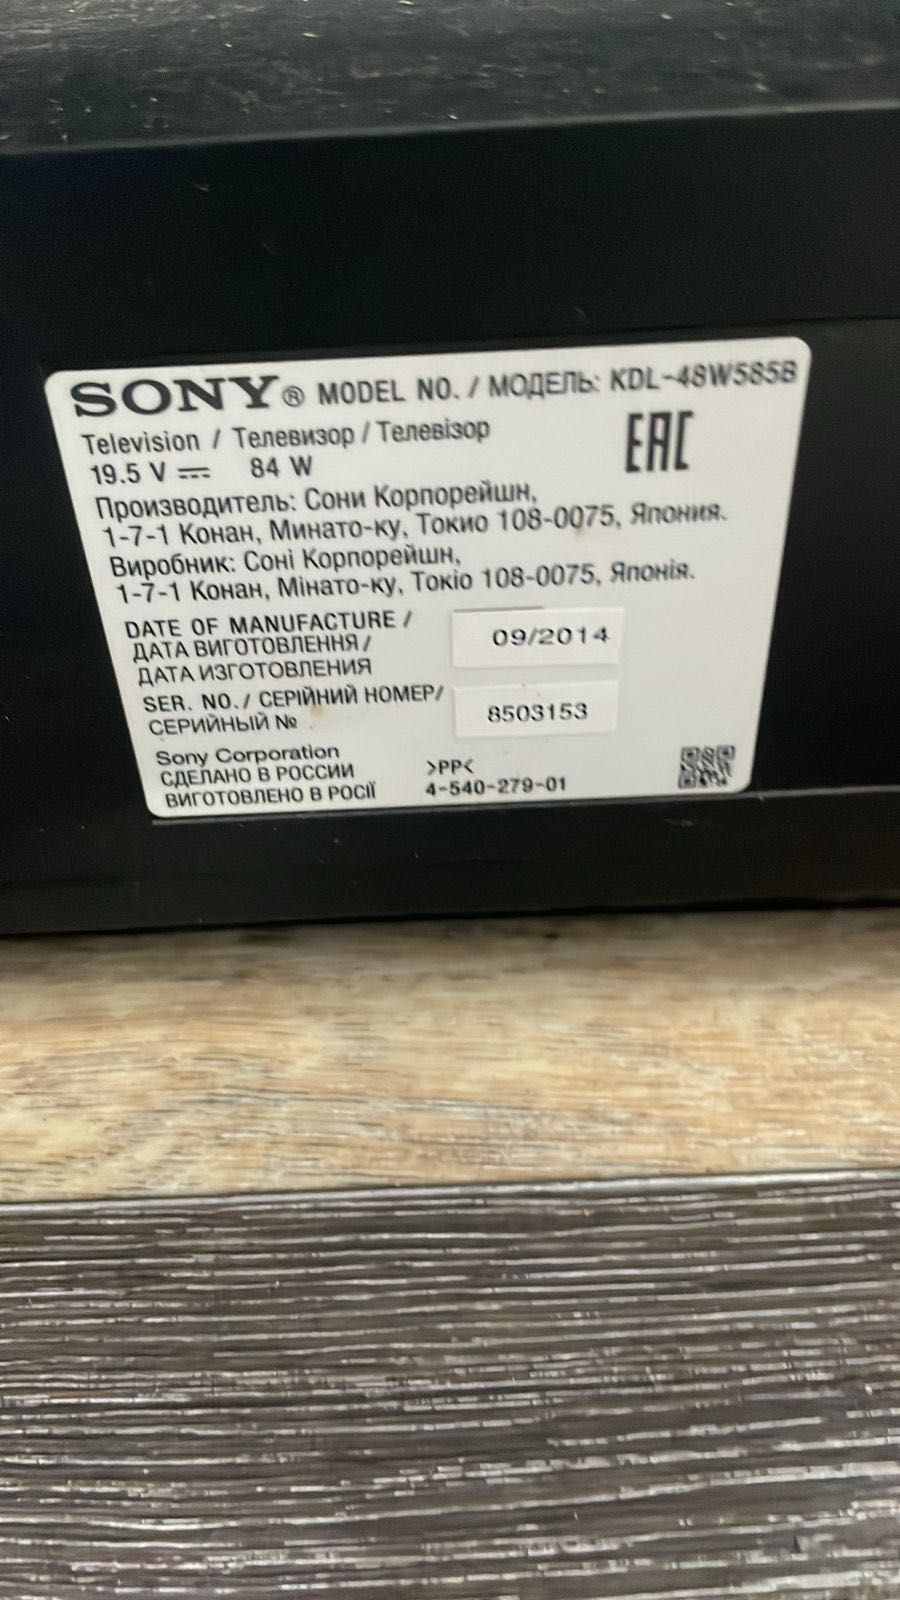 SONY® MODEL NO. / МОДЕЛЬ: KDL-48W585B
Television / Телевизор / Телевізор
19.5 V ⎓ 84 W
EAC
Производитель: Сони Корпорейшн,
1-7-1 Конан, Минато-ку, Токио 108-0075, Япония.
Виробник: Соні Корпорейшн,
1-7-1 Конан, Мінато-ку, Токіо 108-0075, Японія.
DATE OF MANUFACTURE /
ДАТА ВИГОТОВЛЕННЯ /
ДАТА ИЗГОТОВЛЕНИЯ
09/2014
SER. NO. / СЕРІЙНИЙ НОМЕР/
СЕРИЙНЫЙ №
8503153
Sony Corporation
СДЕЛАНО В РОССИИ
ВИГОТОВЛЕНО В РОСІЇ
>PP<
4-540-279-01